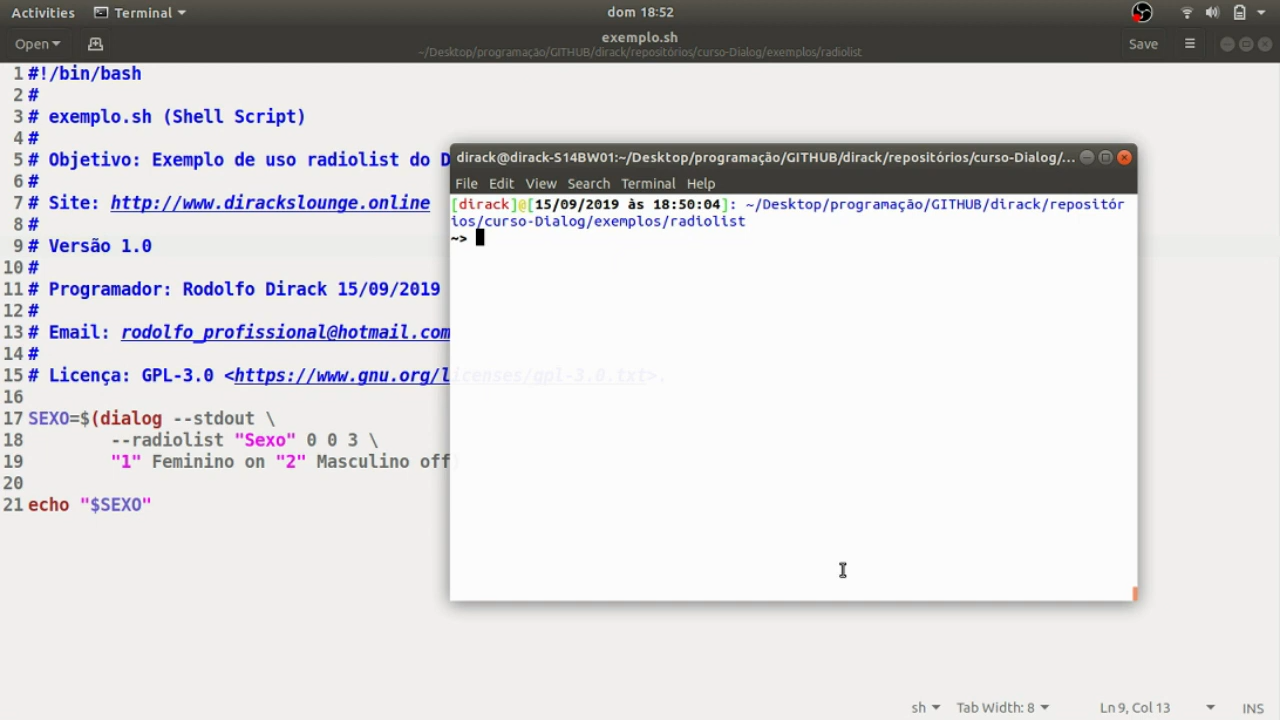 Activities Terminal dom 18:52
Open exemplo.sh Save
~/Desktop/programação/GITHUB/dirack/repositórios/curso-Dialog/exemplos/radiolist
1 #!/bin/bash
2 #
3 # exemplo.sh (Shell Script)
4 #
5 # Objetivo: Exemplo de uso radiolist do D
6 #
7 # Site: http://www.dirackslounge.online
8 #
9 # Versão 1.0
10 #
11 # Programador: Rodolfo Dirack 15/09/2019
12 #
13 # Email: rodolfo_profissional@hotmail.com
14 #
15 # Licença: GPL-3.0 <https://www.gnu.org/licenses/gpl-3.0.txt>.
16
17 SEXO=$(dialog --stdout \
18 --radiolist "Sexo" 0 0 3 \
19 "1" Feminino on "2" Masculino off)
20
21 echo "$SEXO"
dirack@dirack-S14BW01:~/Desktop/programação/GITHUB/dirack/repositórios/curso-Dialog/...
File Edit View Search Terminal Help
[dirack]@[15/09/2019 às 18:50:04]: ~/Desktop/programação/GITHUB/dirack/repositór
ios/curso-Dialog/exemplos/radiolist
~>
sh Tab Width: 8 Ln 9, Col 13 INS